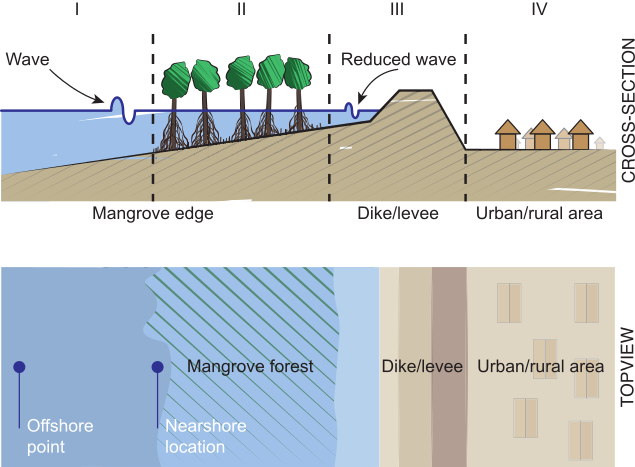 I
II
III
IV
Wave
Reduced wave
CROSS-SECTION
Mangrove edge
Dike/levee
Urban/rural area
Mangrove forest
Dike/levee
Urban/rural area
TOPVIEW
Offshore
point
Nearshore
location